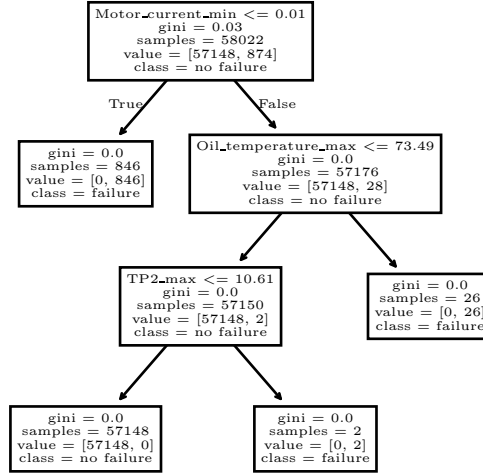 Motor_current_min <= 0.01
gini = 0.03
samples = 58022
value = [57148, 874]
class = no failure
True
False
gini = 0.0
samples = 846
value = [0, 846]
class = failure
Oil_temperature_max <= 73.49
gini = 0.0
samples = 57176
value = [57148, 28]
class = no failure
TP2_max <= 10.61
gini = 0.0
samples = 57150
value = [57148, 2]
class = no failure
gini = 0.0
samples = 26
value = [0, 26]
class = failure
gini = 0.0
samples = 57148
value = [57148, 0]
class = no failure
gini = 0.0
samples = 2
value = [0, 2]
class = failure